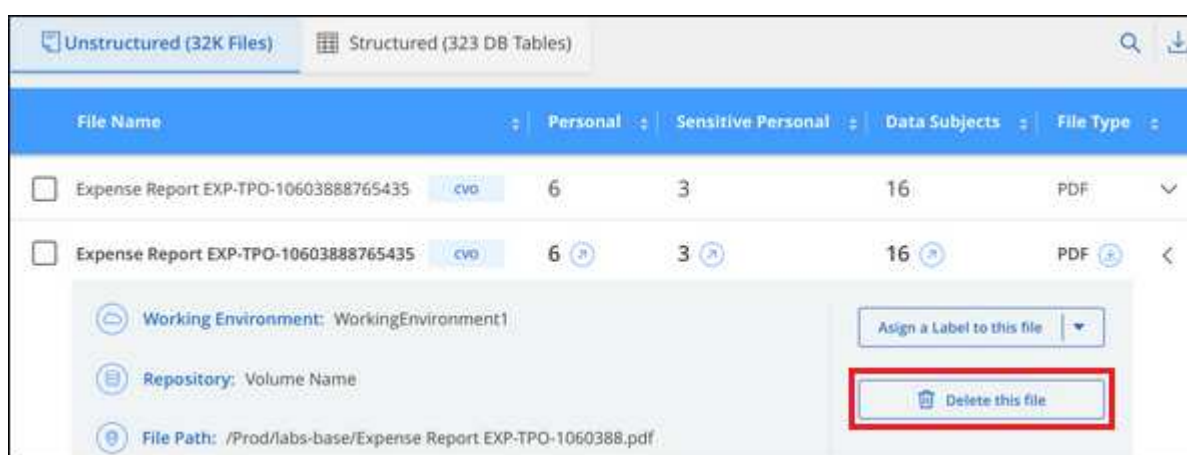 Unstructured (32K Files) Structured (323 DB Tables)
File Name Personal Sensitive Personal Data Subjects File Type
Expense Report EXP-TPO-10603888765435 CVO 6 3 16 PDF
Expense Report EXP-TPO-10603888765435 CVO 6 3 16 PDF
Working Environment: WorkingEnvironment1
Asign a Label to this file
Repository: Volume Name
Delete this file
File Path: /Prod/labs-base/Expense Report EXP-TPO-1060388.pdf